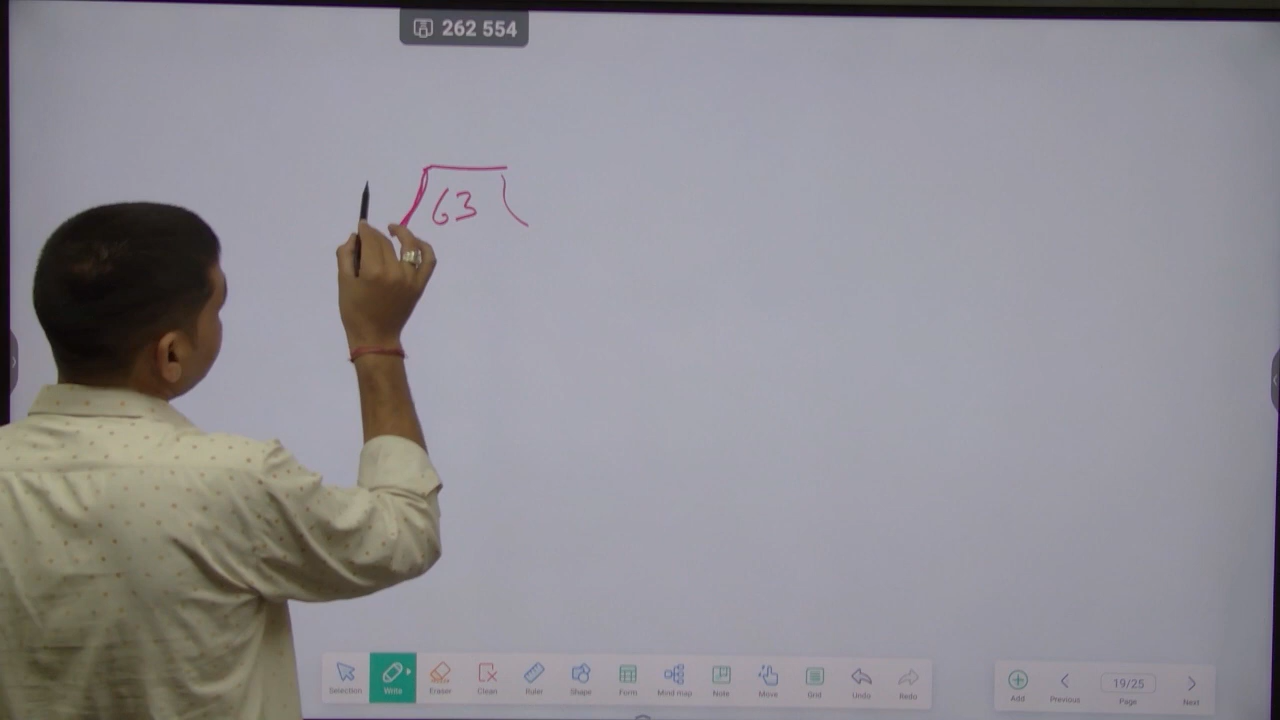 262 554
63
Selection
Write
Eraser
Clean
Ruler
Shape
Form
Mind map
Note
Move
Grid
Undo
Redo
Add
Previous
19/25
Page
Next